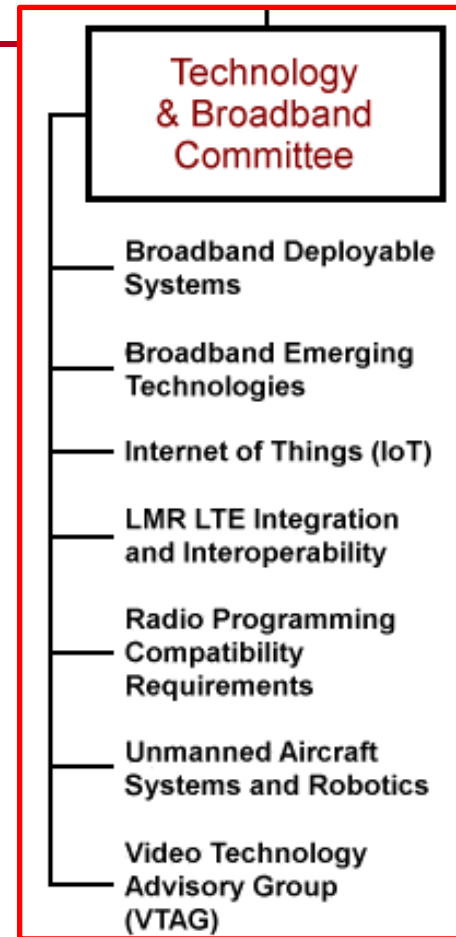 Technology
& Broadband
Committee
Broadband Deployable
Systems
Broadband Emerging
Technologies
Internet of Things (IoT)
LMR LTE Integration
and Interoperability
Radio Programming
Compatibility
Requirements
Unmanned Aircraft
Systems and Robotics
Video Technology
Advisory Group
(VTAG)